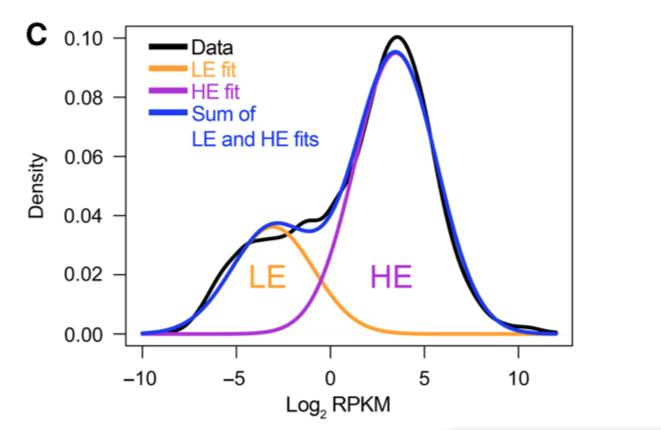 C
Data
LE fit
HE fit
Sum of
LE and HE fits
Density
0.10
0.08
0.06
0.04
0.02
0.00
LE
HE
−10
−5
0
5
10
Log₂ RPKM